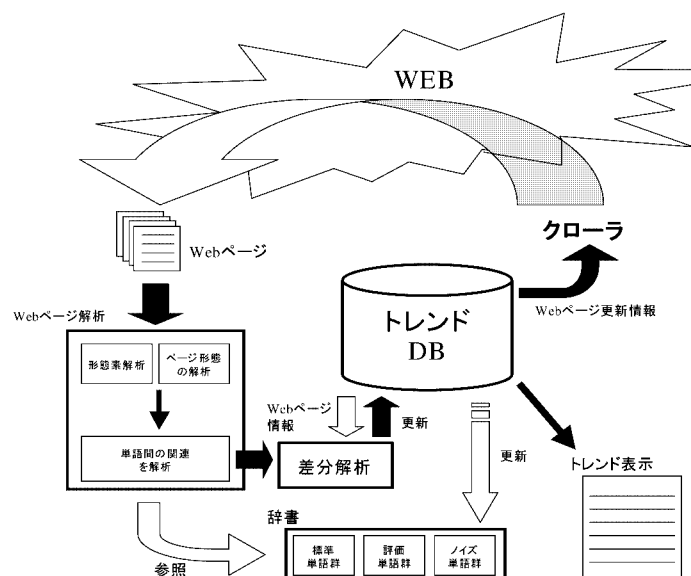 WEB
クローラ
Webページ
Webページ更新情報
Webページ解析
トレンド
DB
形態素解析
ページ形態
の解析
Webページ
情報
更新
単語間の関連
を解析
差分解析
更新
トレンド表示
辞書
標準
単語群
評価
単語群
ノイズ
単語群
参照